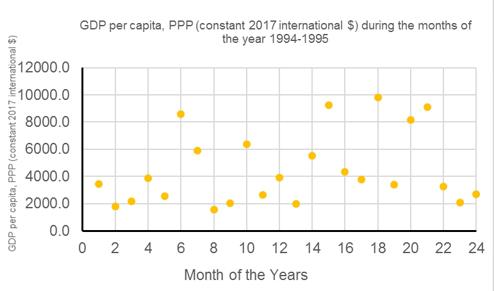 GDP per capita, PPP (constant 2017 international $) during the months of
the year 1994-1995
GDP per capita, PPP (constant 2017 international $)
12000.0
10000.0
8000.0
6000.0
4000.0
2000.0
0.0
0 2 4 6 8 10 12 14 16 18 20 22 24
Month of the Years